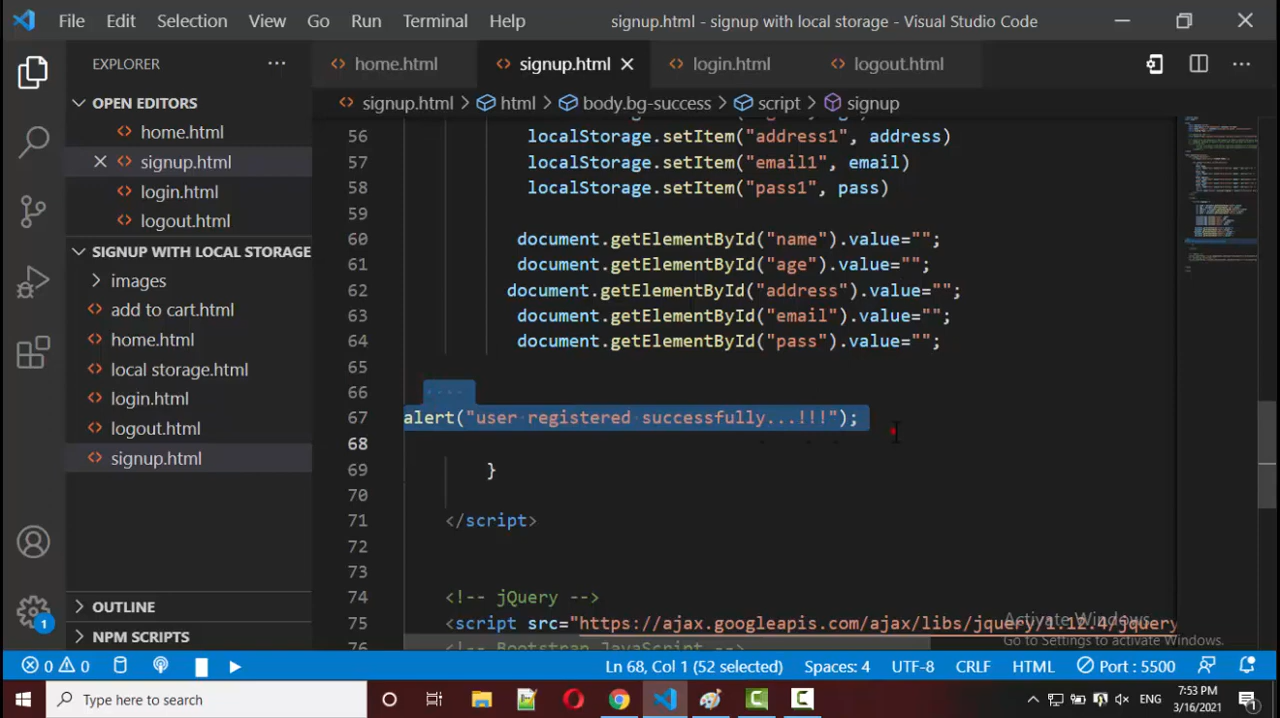 File Edit Selection View Go Run Terminal Help signup.html - signup with local storage - Visual Studio Code
EXPLORER ...
home.html signup.html login.html logout.html
OPEN EDITORS
home.html
signup.html
login.html
logout.html
SIGNUP WITH LOCAL STORAGE
images
add to cart.html
home.html
local storage.html
login.html
logout.html
signup.html
OUTLINE
NPM SCRIPTS
signup.html > html > body.bg-success > script > signup
56 localStorage.setItem("address1", address)
57 localStorage.setItem("email1", email)
58 localStorage.setItem("pass1", pass)
59
60 document.getElementById("name").value="";
61 document.getElementById("age").value="";
62 document.getElementById("address").value="";
63 document.getElementById("email").value="";
64 document.getElementById("pass").value="";
65
66
67 alert("user registered successfully...!!!");
68
69 }
70
71 </script>
72
73
74 <!-- jQuery -->
75 <script src="https://ajax.googleapis.com/ajax/libs/jquery/1.12.4/jquery
<!-- Bootstrap JavaScript -->
Activate Windows
Go to Settings to activate Windows.
1
0 0 Ln 68, Col 1 (52 selected) Spaces: 4 UTF-8 CRLF HTML Port : 5500
Type here to search ENG 7:53 PM
3/16/2021 1